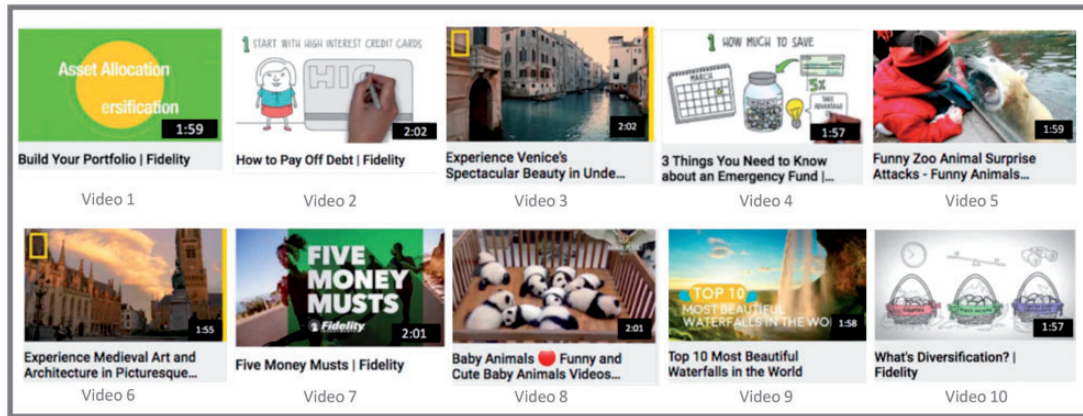 Asset Allocation
ersification
1:59
Build Your Portfolio | Fidelity
Video 1
1 START WITH HIGH INTEREST CREDIT CARDS
HIG
2:02
How to Pay Off Debt | Fidelity
Video 2
2:02
Experience Venice's
Spectacular Beauty in Unde...
Video 3
1 HOW MUCH TO SAVE
MARCH
5%
TAKE
ADVANTAGE
1:57
3 Things You Need to Know
about an Emergency Fund |...
Video 4
1:59
Funny Zoo Animal Surprise
Attacks - Funny Animals...
Video 5
1:55
Experience Medieval Art and
Architecture in Picturesque...
Video 6
FIVE
MONEY
MUSTS
Fidelity
2:01
Five Money Musts | Fidelity
Video 7
2:01
Baby Animals 🔴 Funny and
Cute Baby Animals Videos...
Video 8
TOP 10
MOST BEAUTIFUL
WATERFALLS IN THE WO
1:58
Top 10 Most Beautiful
Waterfalls in the World
Video 9
1:57
What's Diversification? |
Fidelity
Video 10